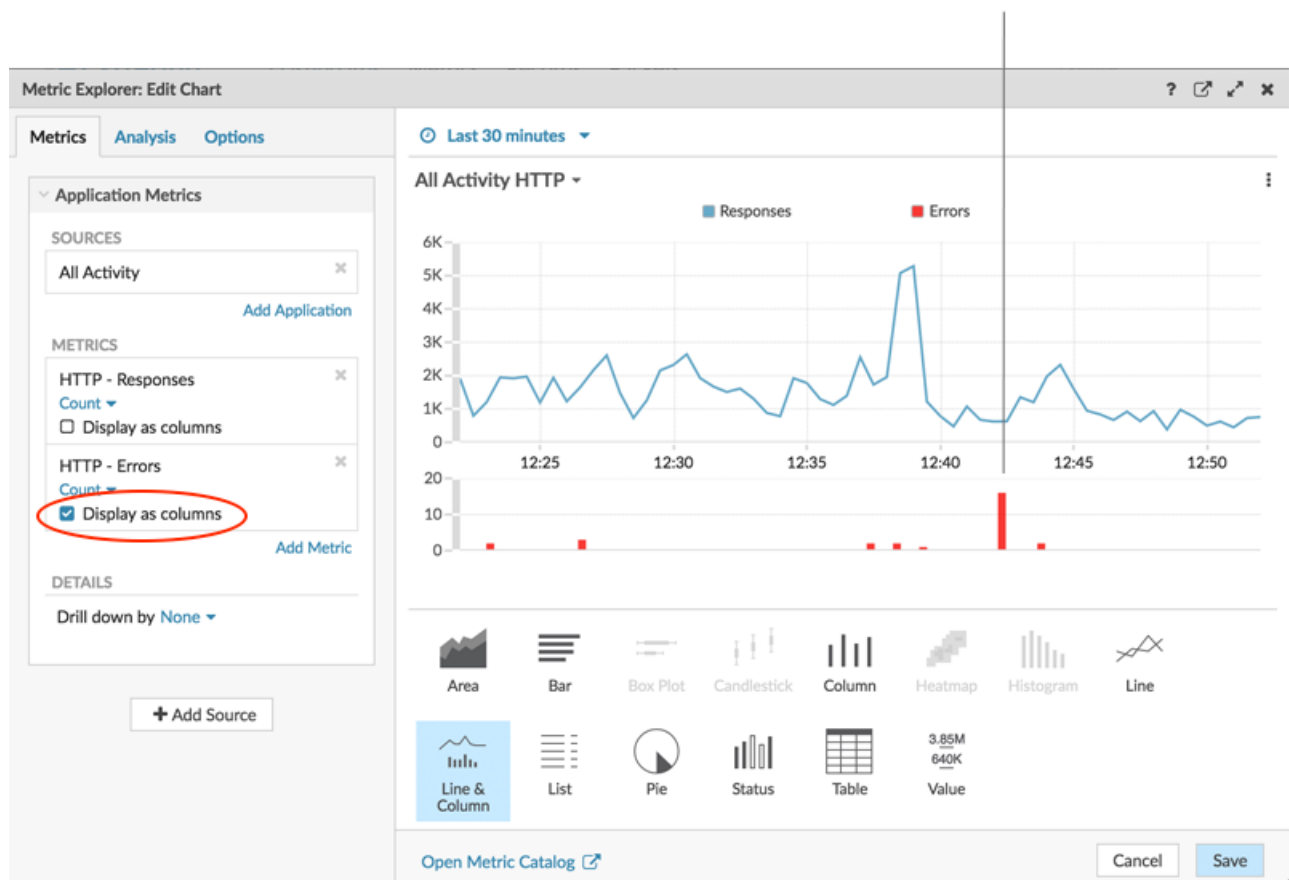 Metric Explorer: Edit Chart
?
Metrics Analysis Options
Last 30 minutes
Application Metrics
SOURCES
All Activity
Add Application
METRICS
HTTP - Responses
Count
Display as columns
HTTP - Errors
Count
Display as columns
Add Metric
DETAILS
Drill down by None
+ Add Source
All Activity HTTP
Responses Errors
6K
5K
4K
3K
2K
1K
0
12:25 12:30 12:35 12:40 12:45 12:50
20
10
0
Area Bar Box Plot Candlestick Column Heatmap Histogram Line
3.85M
640K
Line & Column List Pie Status Table Value
Open Metric Catalog
Cancel Save